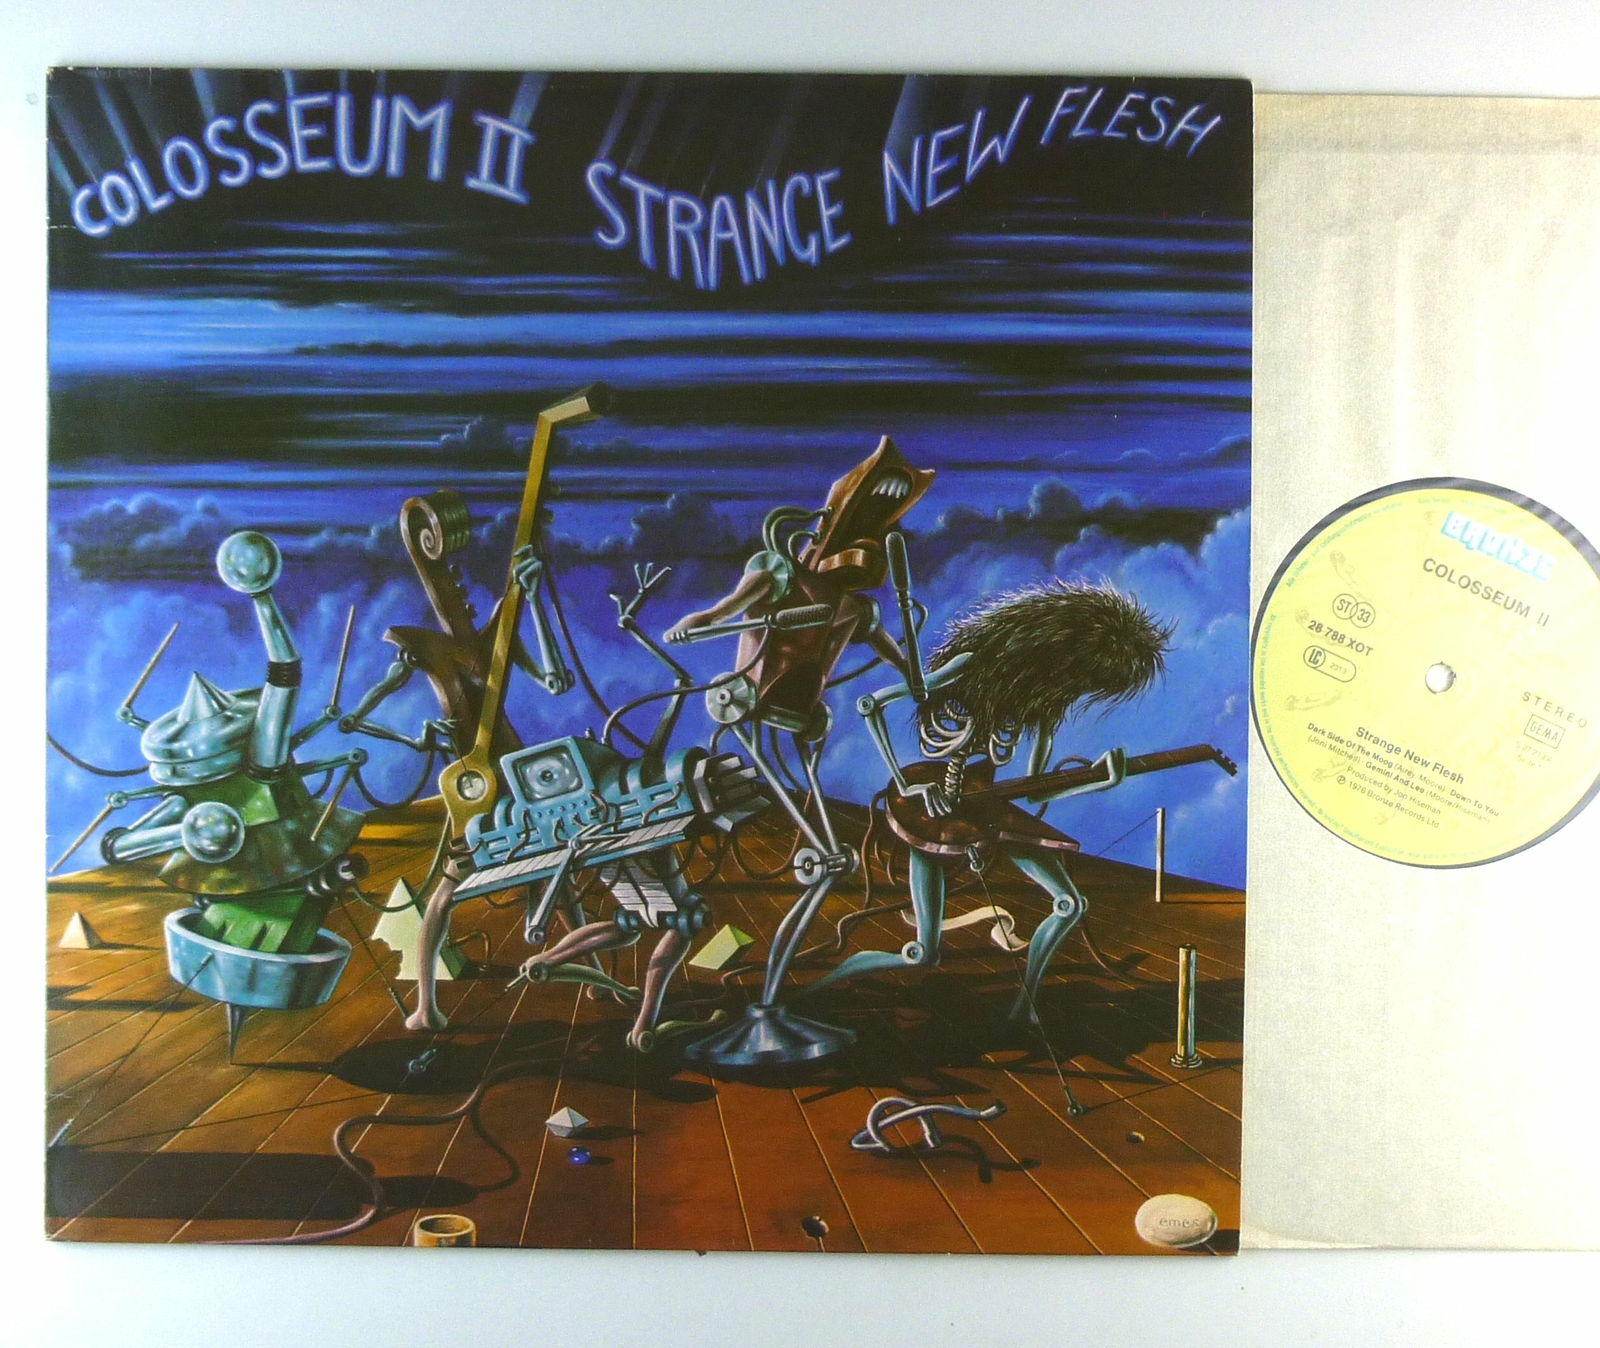 COLOSSEUM II
STRANGE NEW FLESH
emes
BRONZE
COLOSSEUM II
ST 33
28 788 XOT
LC 2313
STEREO
GEMA
Strange New Flesh
Dark Side Of The Moog (Airey/Moore) · Down To You
(Joni Mitchell) · Gemini And Leo (Moore/Hiseman)
Produced by Jon Hiseman
℗ 1976 Bronze Records Ltd